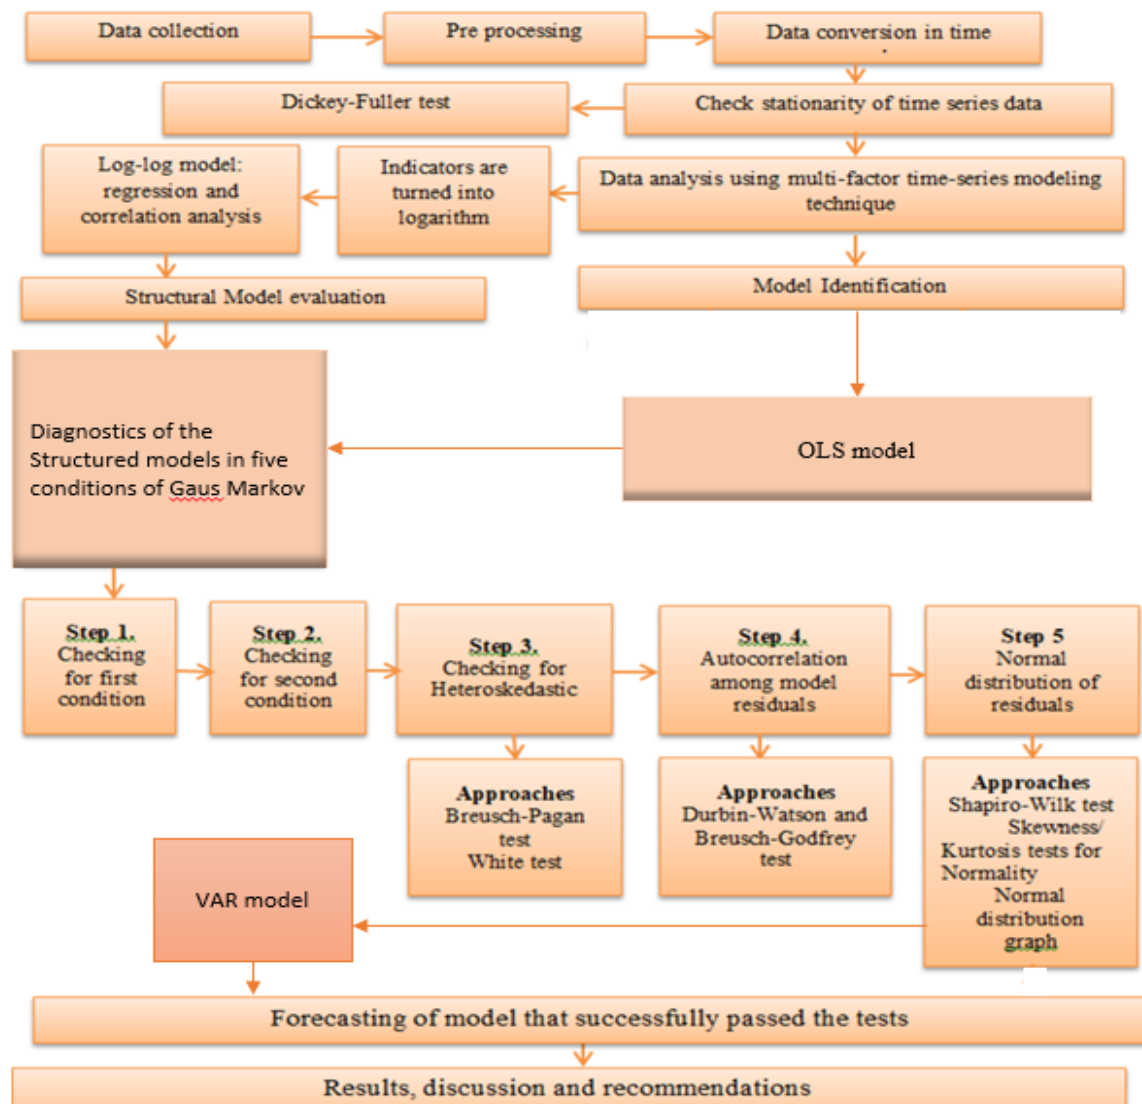 Data collection
Pre processing
Data conversion in time
Dickey-Fuller test
Check stationarity of time series data
Log-log model:
regression and
correlation analysis
Indicators are
turned into
logarithm
Data analysis using multi-factor time-series modeling
technique
Structural Model evaluation
Model Identification
Diagnostics of the
Structured models in five
conditions of Gaus Markov
OLS model
Step 1.
Checking
for first
condition
Step 2.
Checking
for second
condition
Step 3.
Checking for
Heteroskedastic
Step 4.
Autocorrelation
among model
residuals
Step 5
Normal
distribution of
residuals
Approaches
Breusch-Pagan
test
White test
Approaches
Durbin-Watson and
Breusch-Godfrey
test
Approaches
Shapiro-Wilk test
Skewness/
Kurtosis tests for
Normality
Normal
distribution
graph
VAR model
Forecasting of model that successfully passed the tests
Results, discussion and recommendations